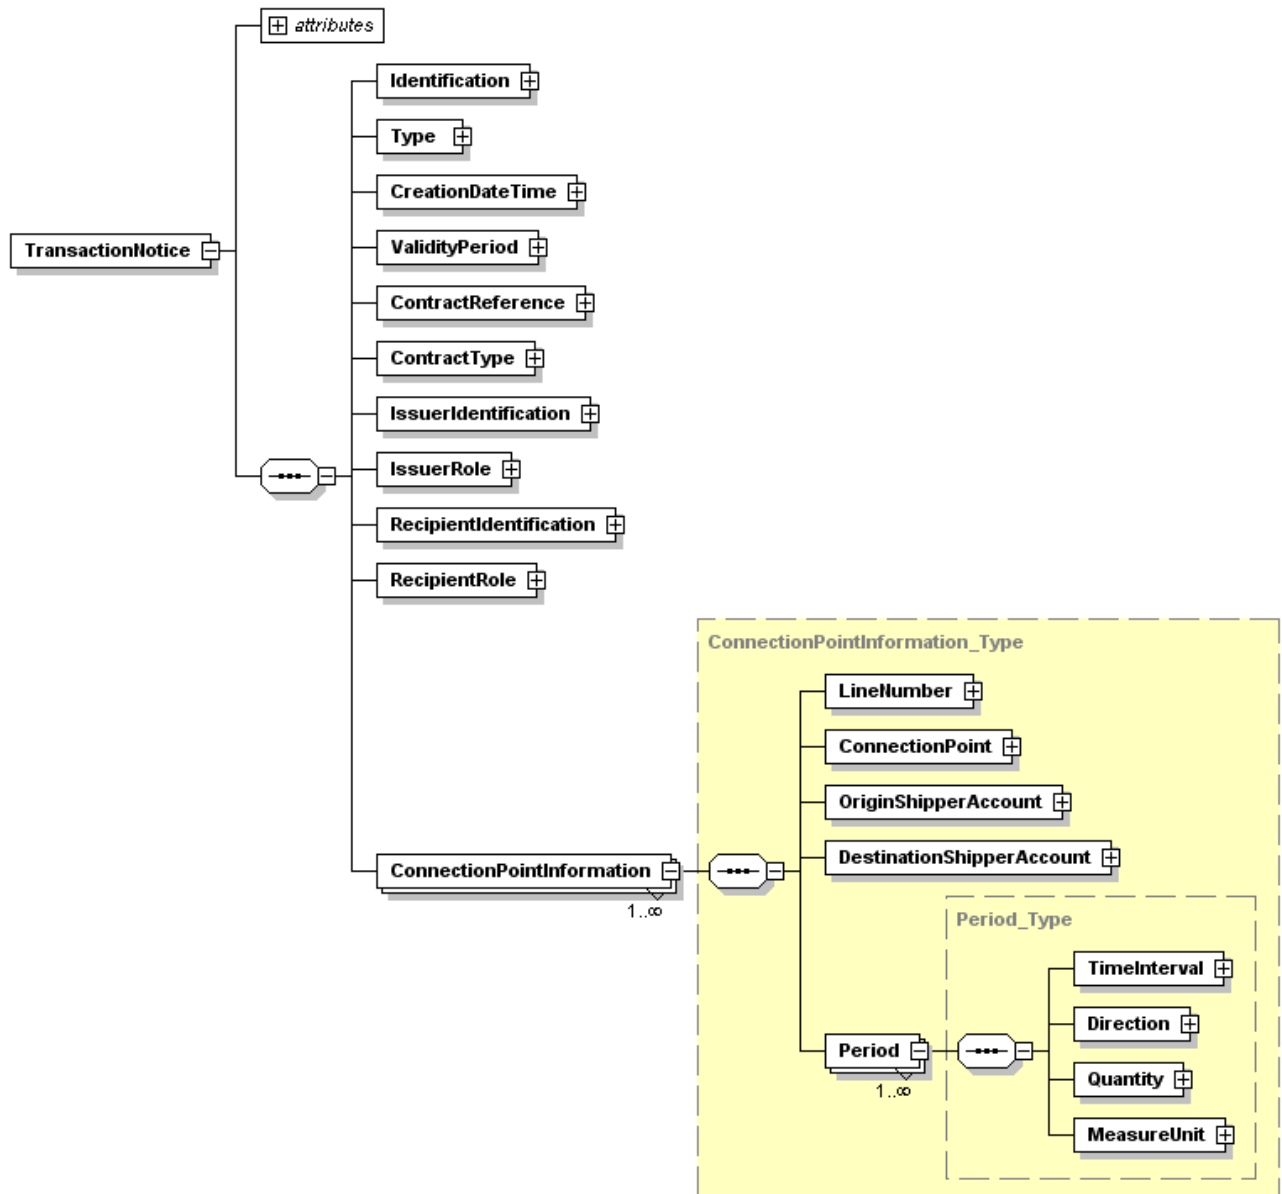 attributes
Identification
Type
CreationDateTime
TransactionNotice
ValidityPeriod
ContractReference
ContractType
IssuerIdentification
IssuerRole
RecipientIdentification
RecipientRole
ConnectionPointInformation_Type
LineNumber
ConnectionPoint
OriginShipperAccount
DestinationShipperAccount
ConnectionPointInformation
1..∞
Period_Type
TimeInterval
Direction
Period
Quantity
1..∞
MeasureUnit